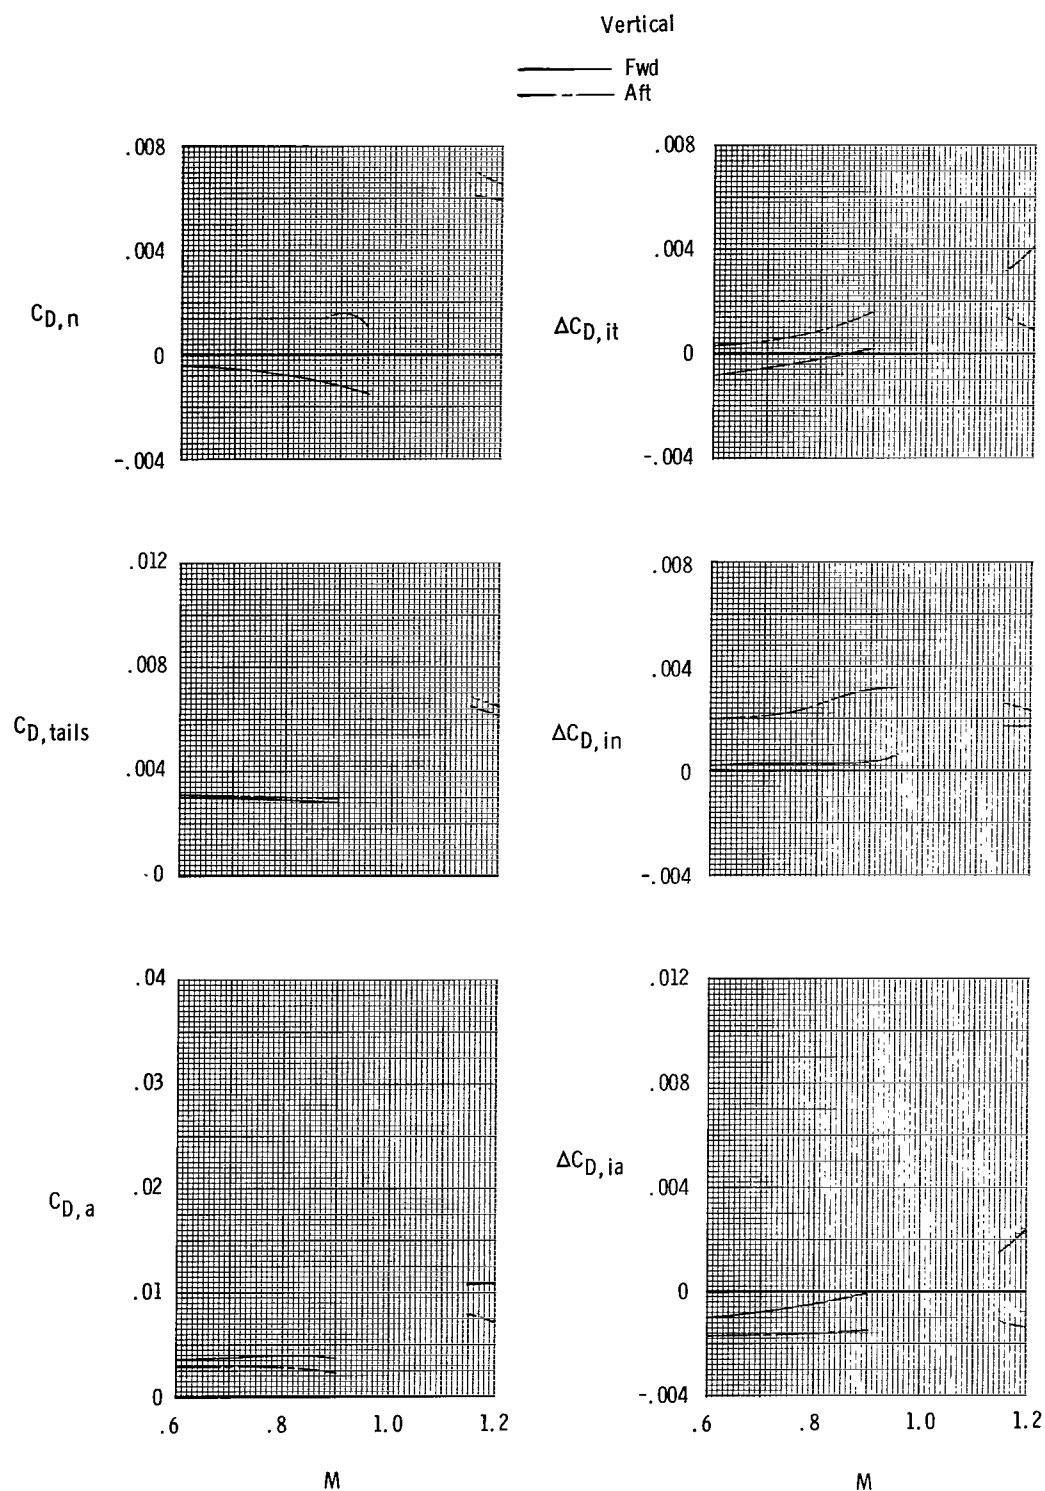 Vertical
Fwd
Aft
.008
.004
0
-.004
C_D,n
.008
.004
0
-.004
ΔC_D,it
.012
.008
.004
0
C_D,tails
.008
.004
0
-.004
ΔC_D,in
.04
.03
.02
.01
0
C_D,a
.6 .8 1.0 1.2
M
.012
.008
.004
0
-.004
ΔC_D,ia
.6 .8 1.0 1.2
M